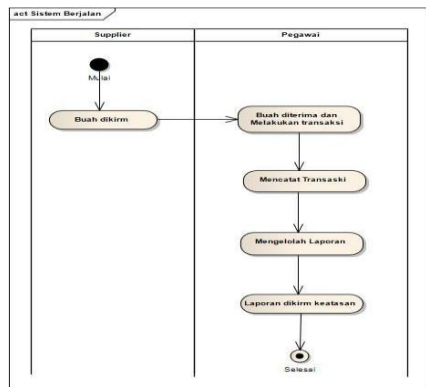 act Sistem Berjalan
Supplier
Pegawai
Mulai
Buah dikirm
Buah diterima dan
Melakukan transaksi
Mencatat Transaski
Mengelolah Laporan
Laporan dikirm keatasan
Selesai